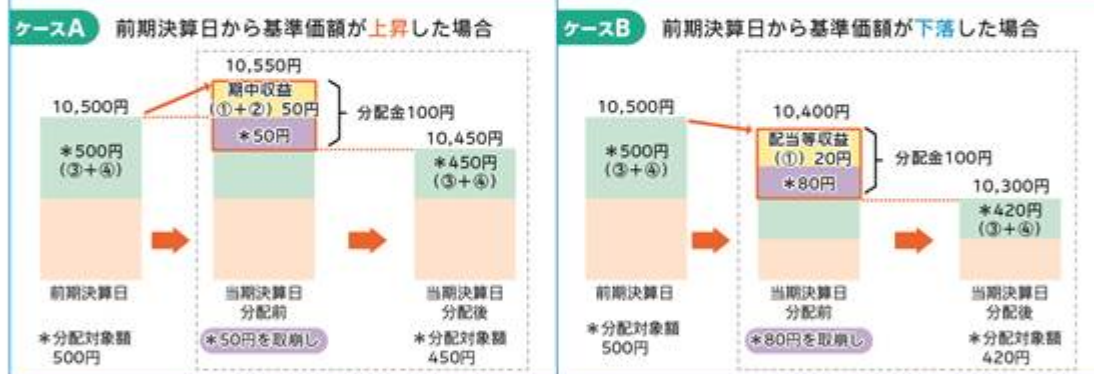 ケースA 前期決算日から基準価額が上昇した場合
10,550円
期中収益
(①+②) 50円
10,500円
分配金100円
*50円
10,450円
*500円
(③+④)
*450円
(③+④)
前期決算日
当期決算日
分配前
当期決算日
分配後
*分配対象額
500円
*50円を取崩し
*分配対象額
450円
ケースB 前期決算日から基準価額が下落した場合
10,500円
10,400円
配当等収益
(①) 20円
分配金100円
*500円
(③+④)
*80円
10,300円
*420円
(③+④)
前期決算日
当期決算日
分配前
当期決算日
分配後
*分配対象額
500円
*80円を取崩し
*分配対象額
420円